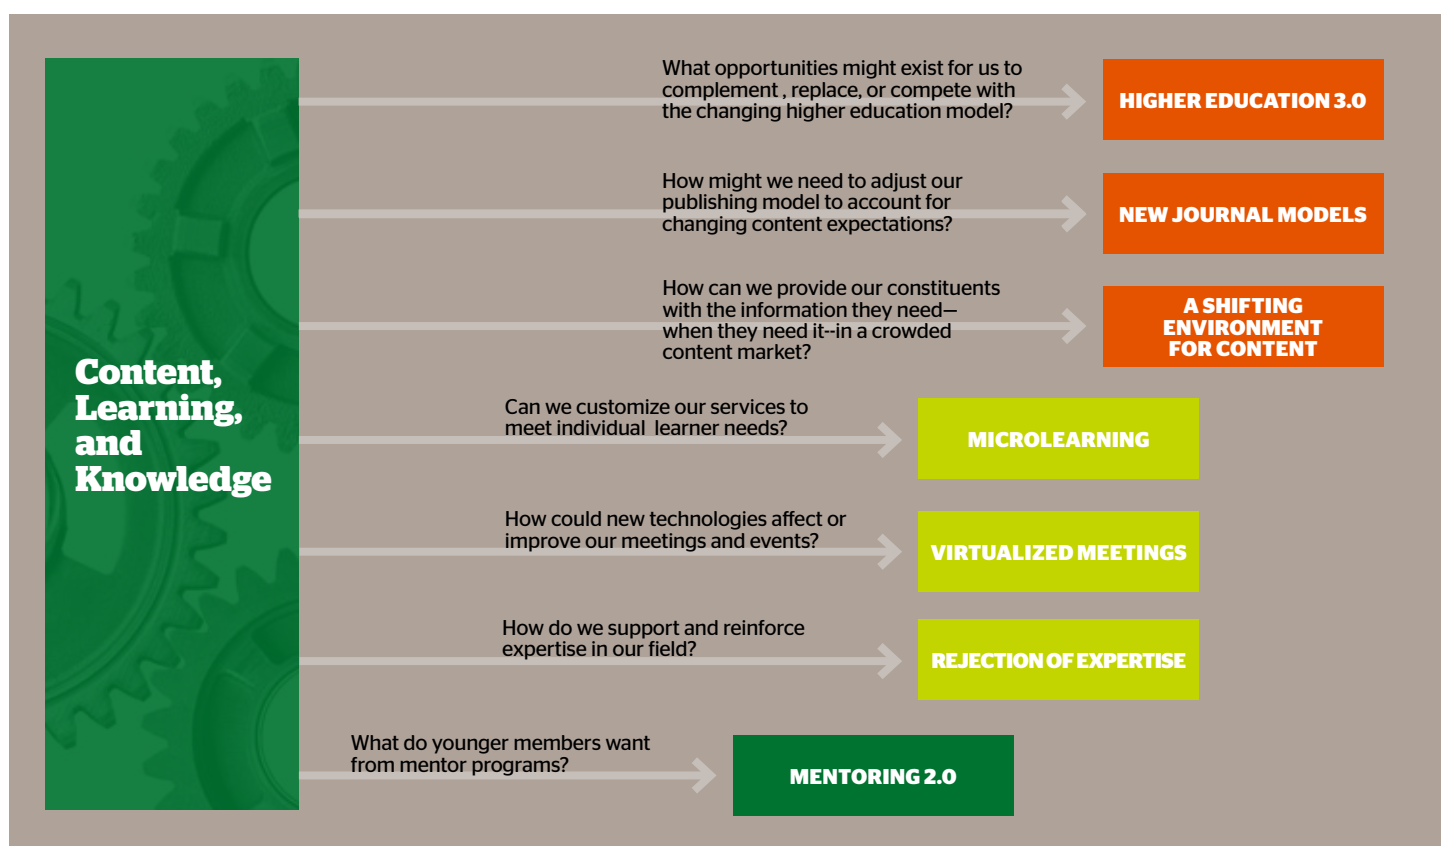 Content,
Learning,
and
Knowledge
What opportunities might exist for us to
complement , replace, or compete with
the changing higher education model?
HIGHER EDUCATION 3.0
How might we need to adjust our
publishing model to account for
changing content expectations?
NEW JOURNAL MODELS
How can we provide our constituents
with the information they need—
when they need it--in a crowded
content market?
A SHIFTING
ENVIRONMENT
FOR CONTENT
Can we customize our services to
meet individual  learner needs?
MICROLEARNING
How could new technologies affect or
improve our meetings and events?
VIRTUALIZED MEETINGS
How do we support and reinforce
expertise in our field?
REJECTION OF EXPERTISE
What do younger members want
from mentor programs?
MENTORING 2.0